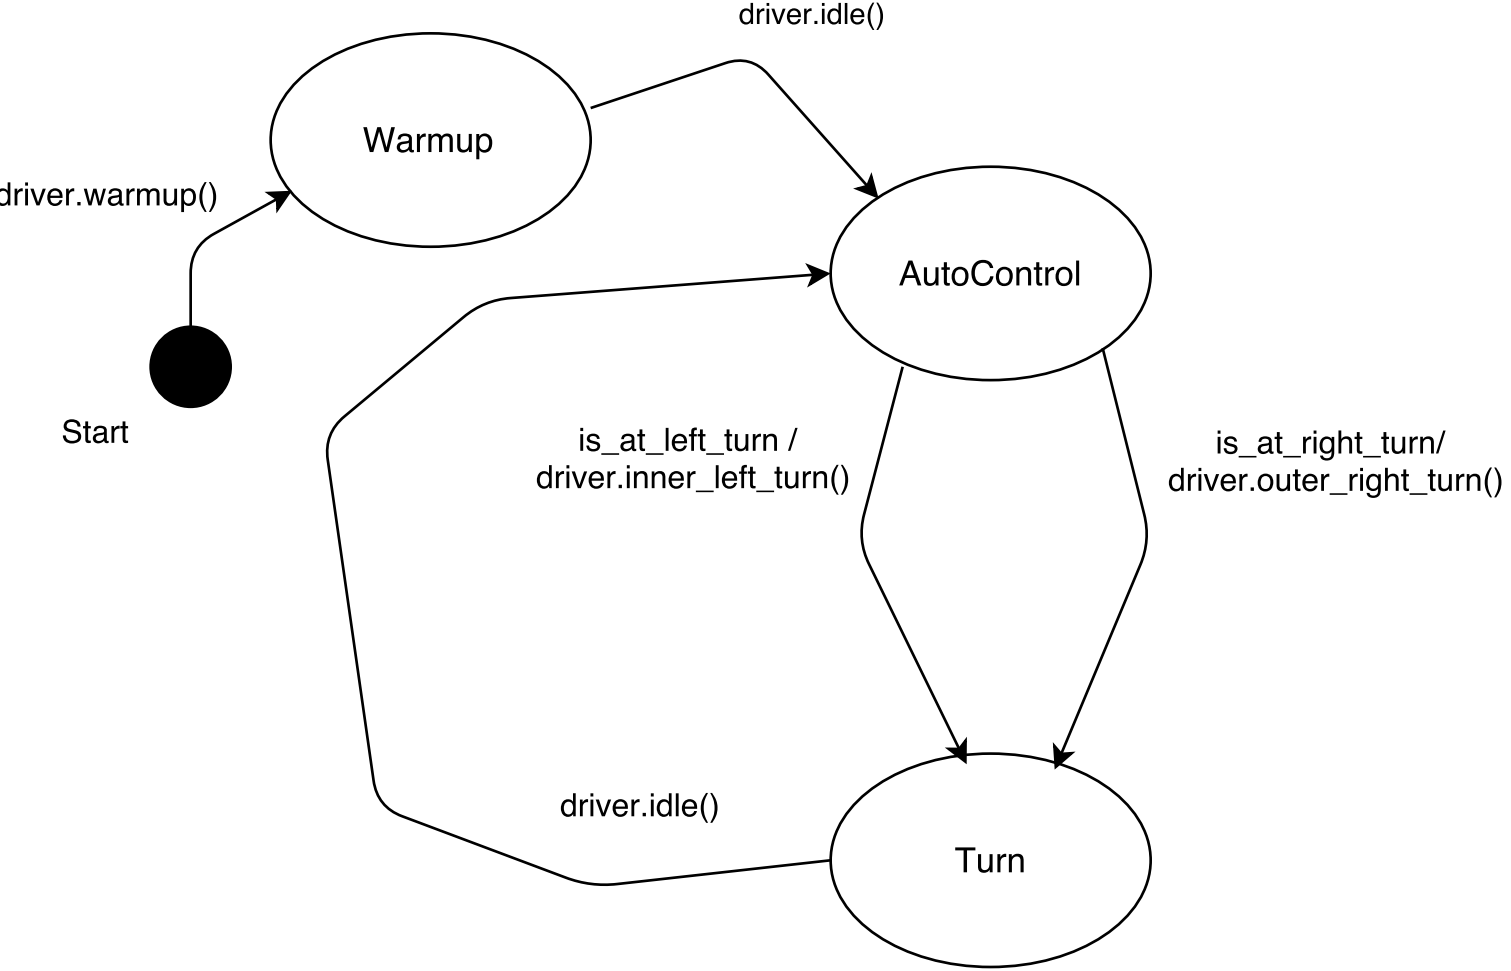 driver.idle()
Warmup
driver.warmup()
AutoControl
Start
is_at_left_turn /
driver.inner_left_turn()
is_at_right_turn/
driver.outer_right_turn()
driver.idle()
Turn